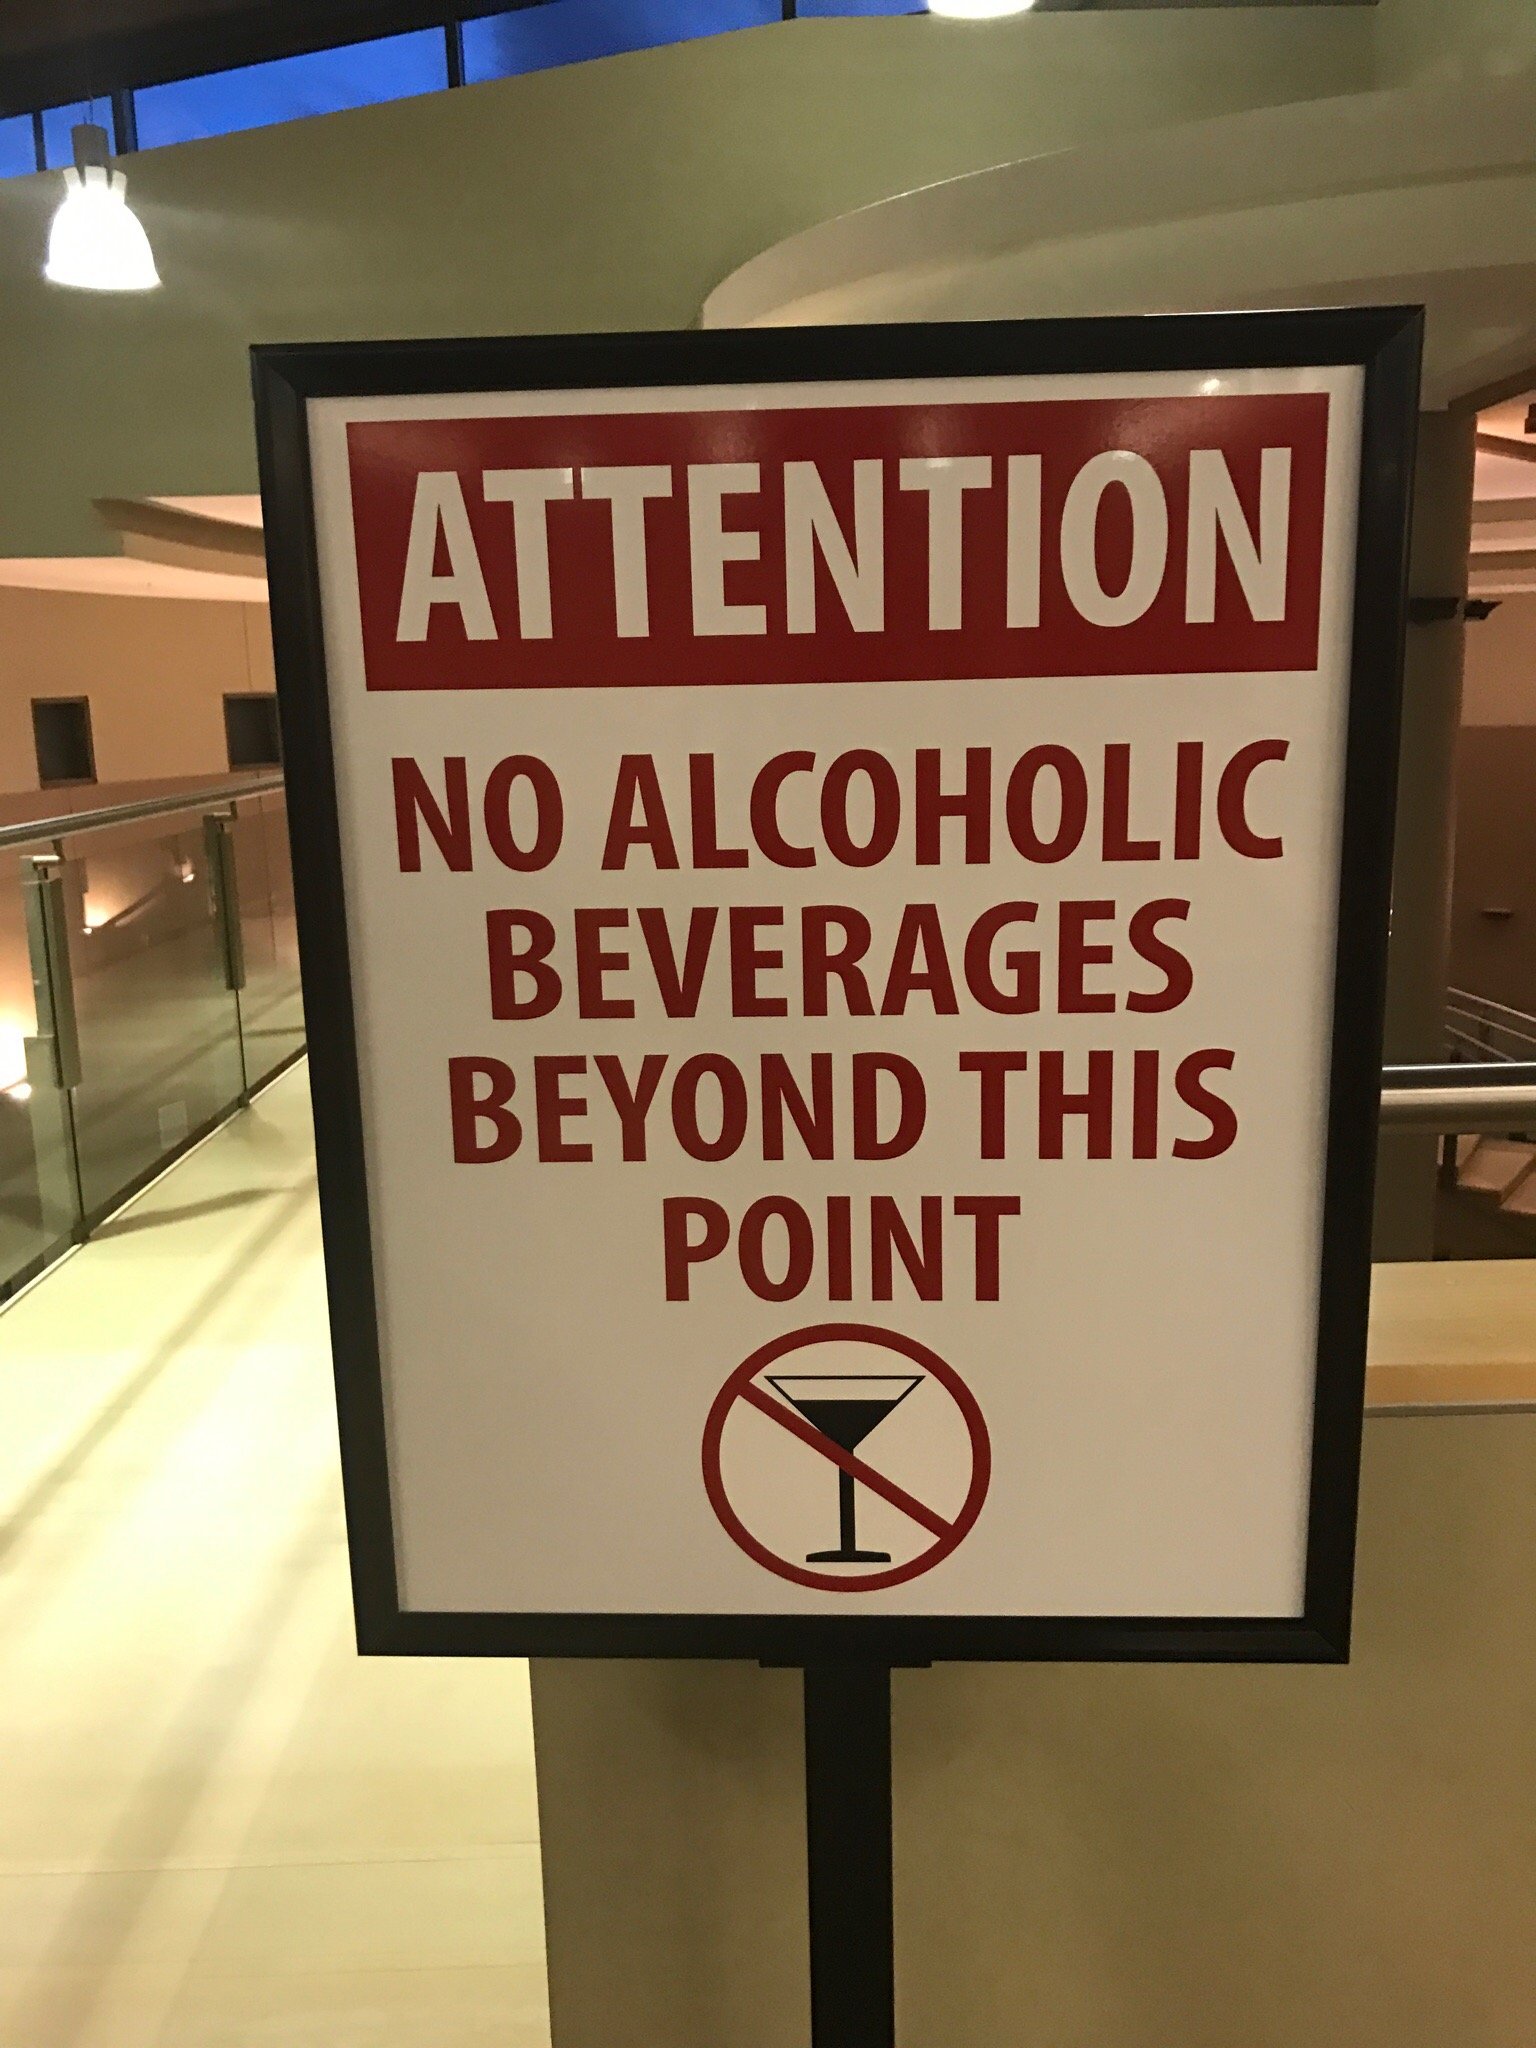 ATTENTION
NO ALCOHOLIC
BEVERAGES
BEYOND THIS
POINT